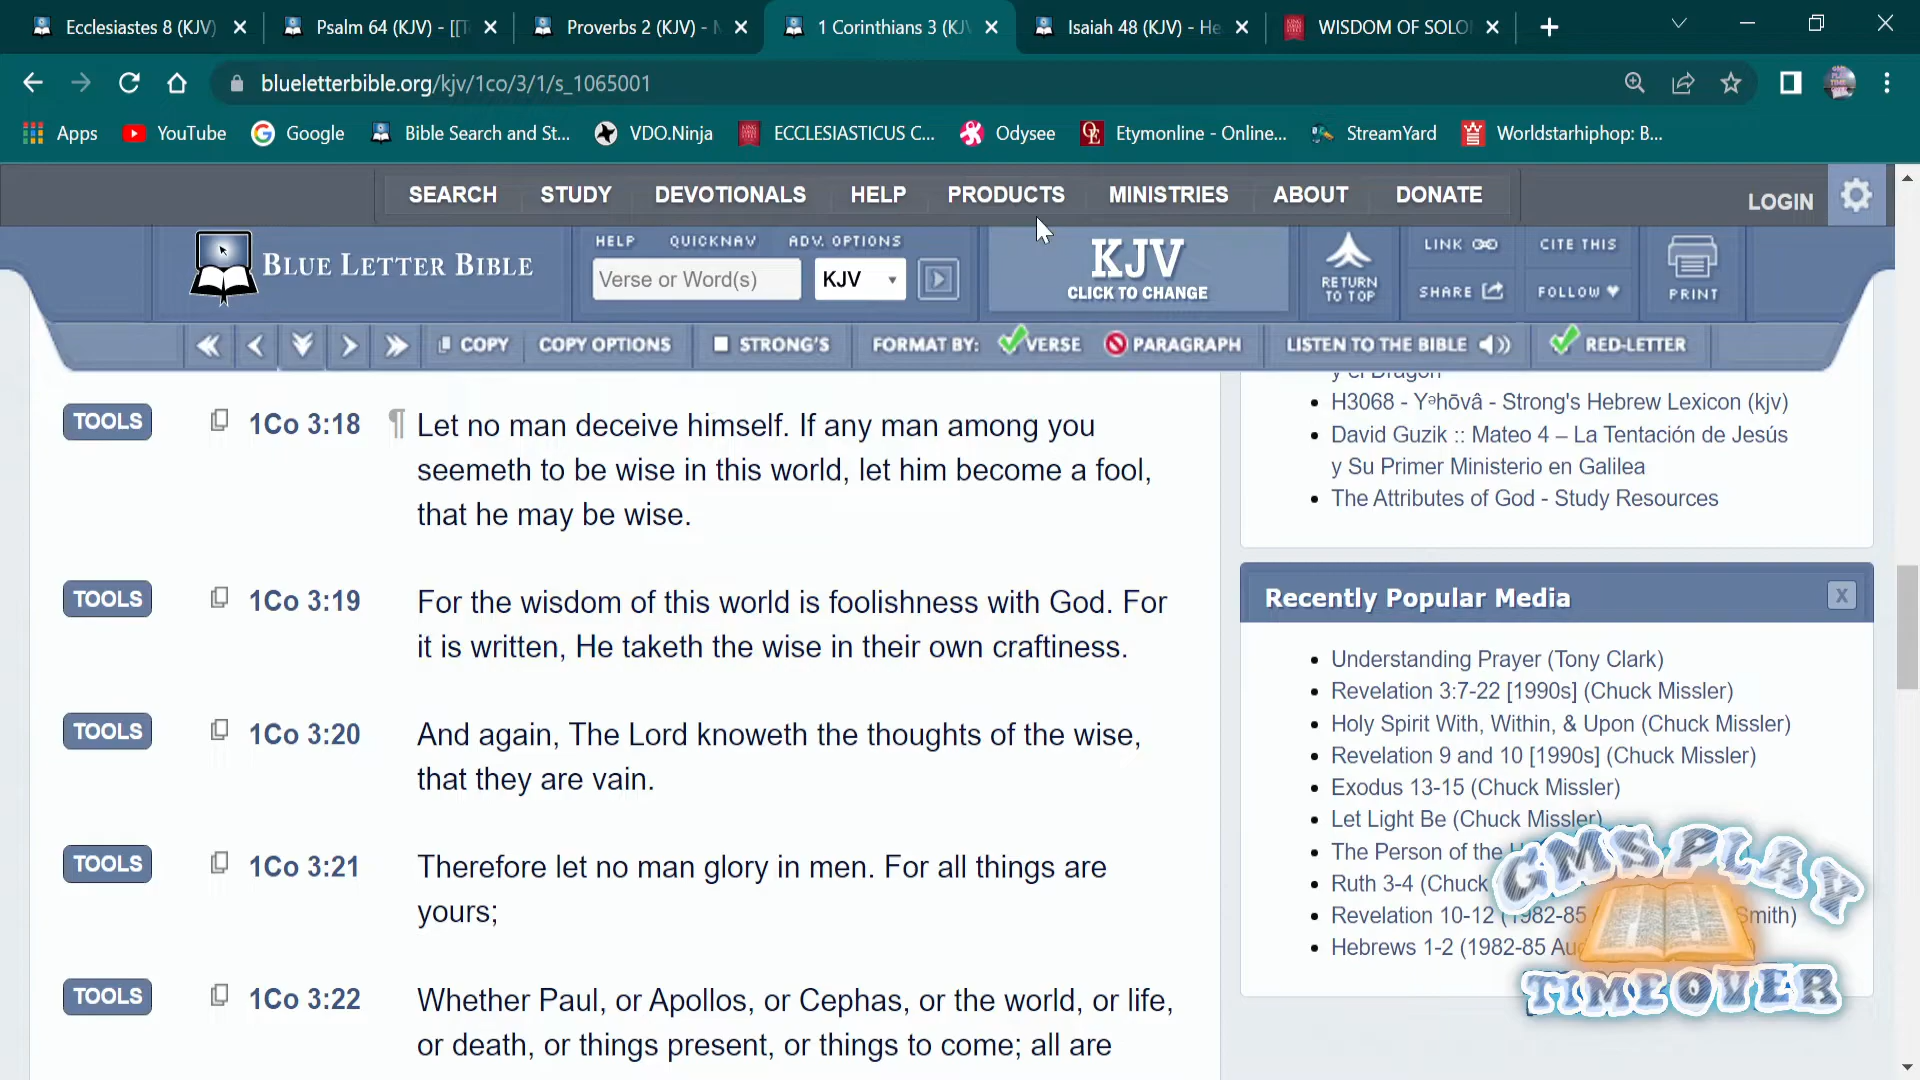 Ecclesiastes 8 (KJV)
Psalm 64 (KJV) - [[T
Proverbs 2 (KJV) -
1 Corinthians 3 (KJ
Isaiah 48 (KJV) - He
WISDOM OF SOLO
blueletterbible.org/kjv/1co/3/1/s_1065001
Apps
YouTube
Google
Bible Search and St...
VDO.Ninja
ECCLESIASTICUS C...
Odysee
Etymonline - Online...
StreamYard
Worldstarhiphop: B...
SEARCH
STUDY
DEVOTIONALS
HELP
PRODUCTS
MINISTRIES
ABOUT
DONATE
LOGIN
BLUE LETTER BIBLE
HELP
QUICKNAV
ADV. OPTIONS
Verse or Word(s)
KJV
KJV
CLICK TO CHANGE
RETURN
TO TOP
LINK
SHARE
CITE THIS
FOLLOW
PRINT
COPY
COPY OPTIONS
STRONG'S
FORMAT BY:
VERSE
PARAGRAPH
LISTEN TO THE BIBLE
RED-LETTER
TOOLS
1Co 3:18
¶ Let no man deceive himself. If any man among you
seemeth to be wise in this world, let him become a fool,
that he may be wise.
TOOLS
1Co 3:19
For the wisdom of this world is foolishness with God. For
it is written, He taketh the wise in their own craftiness.
TOOLS
1Co 3:20
And again, The Lord knoweth the thoughts of the wise,
that they are vain.
TOOLS
1Co 3:21
Therefore let no man glory in men. For all things are
yours;
TOOLS
1Co 3:22
Whether Paul, or Apollos, or Cephas, or the world, or life,
or death, or things present, or things to come; all are
y el Dragón
H3068 - Yᵊhōvâ - Strong's Hebrew Lexicon (kjv)
David Guzik :: Mateo 4 – La Tentación de Jesús
y Su Primer Ministerio en Galilea
The Attributes of God - Study Resources
Recently Popular Media
X
Understanding Prayer (Tony Clark)
Revelation 3:7-22 [1990s] (Chuck Missler)
Holy Spirit With, Within, & Upon (Chuck Missler)
Revelation 9 and 10 [1990s] (Chuck Missler)
Exodus 13-15 (Chuck Missler)
Let Light Be (Chuck Missler)
The Person of the
Ruth 3-4 (Chuck
Revelation 10-12 (1982-85 Smith)
Hebrews 1-2 (1982-85 Au
GMS PLAY
TIME OVER